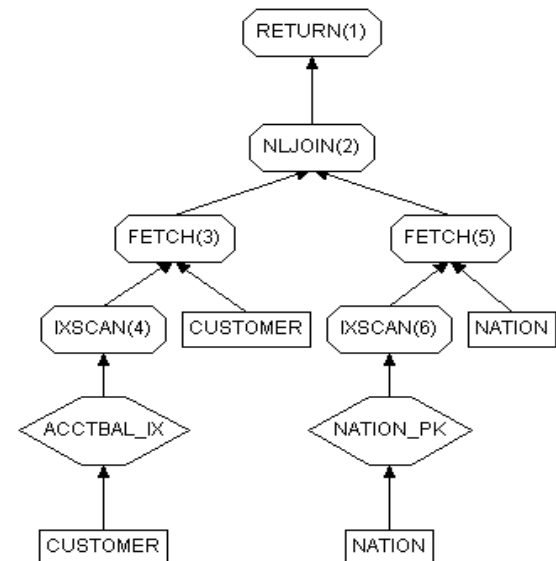 RETURN(1)
NLJOIN(2)
FETCH(3)
FETCH(5)
IXSCAN(4)
CUSTOMER
IXSCAN(6)
NATION
ACCTBAL_IX
NATION_PK
CUSTOMER
NATION